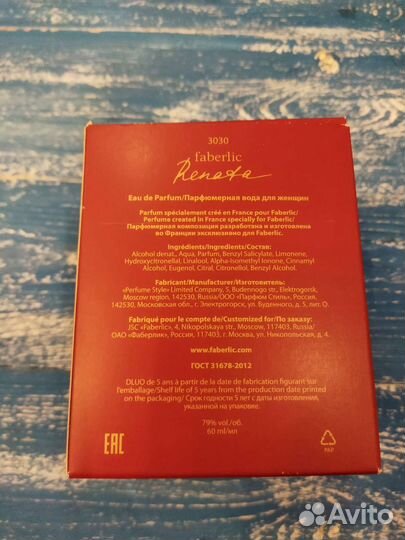 3030
faberlic
Renata
Eau de Parfum/Парфюмерная вода для женщин
Parfum spécialement créé en France pour Faberlic/
Perfume created in France specially for Faberlic/
Парфюмерная композиция разработана и изготовлена
во Франции эксклюзивно для Faberlic.
Ingrédients/Ingredients/Состав:
Alcohol denat., Aqua, Parfum, Benzyl Salicylate, Limonene,
Hydroxycitronellal, Linalool, Alpha-Isomethyl Ionone, Cinnamyl
Alcohol, Eugenol, Citral, Citronellol, Benzyl Alcohol.
Fabricant/Manufacturer/Изготовитель:
«Perfume Style» Limited Company, 5, Budennogo str., Elektrogorsk,
Moscow region, 142530, Russia/ООО «Парфюм Стиль», Россия,
142530, Московская обл., г. Электрогорск, ул. Буденного, д. 5, лит. О.
Fabriqué pour le compte de/Customized for/По заказу:
JSC «Faberlic», 4, Nikopolskaya str., Moscow, 117403, Russia/
ОАО «Фаберлик» Россия, 117403, г. Москва, ул. Никопольская, д. 4.
www.faberlic.com
ГОСТ 31678-2012
DLUO de 5 ans à partir de la date de fabrication figurant sur
l'emballage/Shelf life of 5 years from the production date printed
on the packaging/ Срок годности 5 лет с даты изготовления,
указанной на упаковке.
79% vol./об.
60 ml/мл
EAC
PAP
Avito